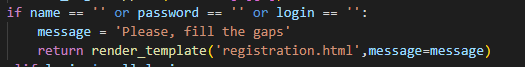 if name == '' or password == '' or login == '':
    message = 'Please, fill the gaps'
    return render_template('registration.html',message=message)